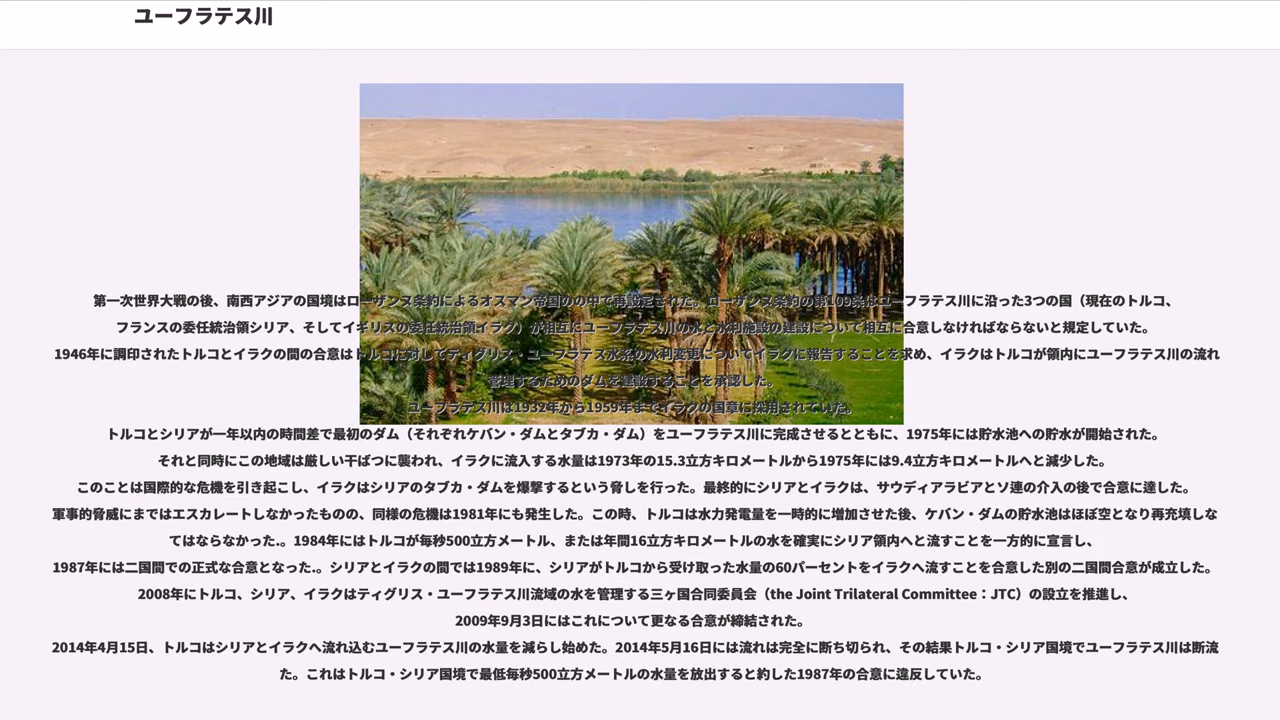 ユーフラテス川
第一次世界大戦の後、南西アジアの国境はローザンヌ条約によるオスマン帝国のの中で再設定された。ローザンヌ条約の第109条はユーフラテス川に沿った3つの国（現在のトルコ、
フランスの委任統治領シリア、そしてイギリスの委任統治領イラク）が相互にユーフラテス川の水と水利施設の建設について相互に合意しなければならないと規定していた。
1946年に調印されたトルコとイラクの間の合意はトルコに対してティグリス・ユーフラテス水系の水利変更についてイラクに報告することを求め、イラクはトルコが領内にユーフラテス川の流れ
管理するためのダムを建設することを承認した。
ユーフラテス川は1932年から1959年までイラクの国章に採用されていた。
トルコとシリアが一年以内の時間差で最初のダム（それぞれケバン・ダムとタブカ・ダム）をユーフラテス川に完成させるとともに、1975年には貯水池への貯水が開始された。
それと同時にこの地域は厳しい干ばつに襲われ、イラクに流入する水量は1973年の15.3立方キロメートルから1975年には9.4立方キロメートルへと減少した。
このことは国際的な危機を引き起こし、イラクはシリアのタブカ・ダムを爆撃するという脅しを行った。最終的にシリアとイラクは、サウディアラビアとソ連の介入の後で合意に達した。
軍事的脅威にまではエスカレートしなかったものの、同様の危機は1981年にも発生した。この時、トルコは水力発電量を一時的に増加させた後、ケバン・ダムの貯水池はほぼ空となり再充填しな
てはならなかった.。1984年にはトルコが毎秒500立方メートル、または年間16立方キロメートルの水を確実にシリア領内へと流すことを一方的に宣言し、
1987年には二国間での正式な合意となった.。シリアとイラクの間では1989年に、シリアがトルコから受け取った水量の60パーセントをイラクへ流すことを合意した別の二国間合意が成立した。
2008年にトルコ、シリア、イラクはティグリス・ユーフラテス川流域の水を管理する三ヶ国合同委員会（the Joint Trilateral Committee：JTC）の設立を推進し、
2009年9月3日にはこれについて更なる合意が締結された。
2014年4月15日、トルコはシリアとイラクへ流れ込むユーフラテス川の水量を減らし始めた。2014年5月16日には流れは完全に断ち切られ、その結果トルコ・シリア国境でユーフラテス川は断流
た。これはトルコ・シリア国境で最低毎秒500立方メートルの水量を放出すると約した1987年の合意に違反していた。